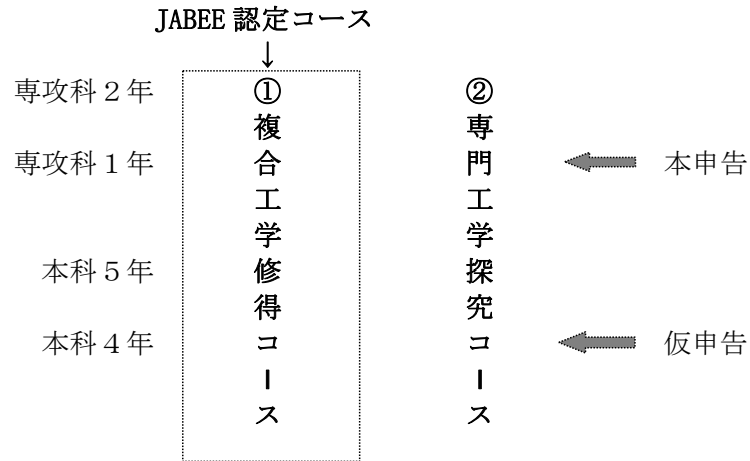 JABEE 認定コース
↓
専攻科２年
専攻科１年
本科５年
本科４年
①複合工学修得コース
②専門工学探究コース
本申告
仮申告